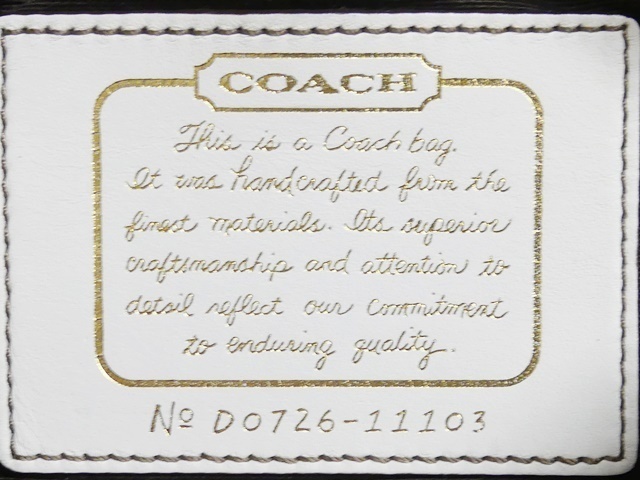 COACH
This is a Coach bag.
It was handcrafted from the
finest materials. Its superior
craftsmanship and attention to
detail reflect our commitment
to enduring quality.
Nº D0726-11103